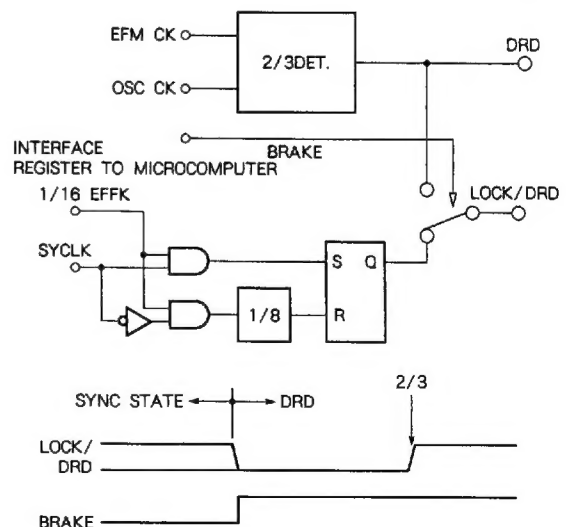 EFM CK
2/3DET.
DRD
OSC CK
BRAKE
INTERFACE
REGISTER TO MICROCOMPUTER
1/16 EFFK
LOCK/DRD
SYCLK
S Q
1/8
R
2/3
SYNC STATE
DRD
LOCK/
DRD
BRAKE